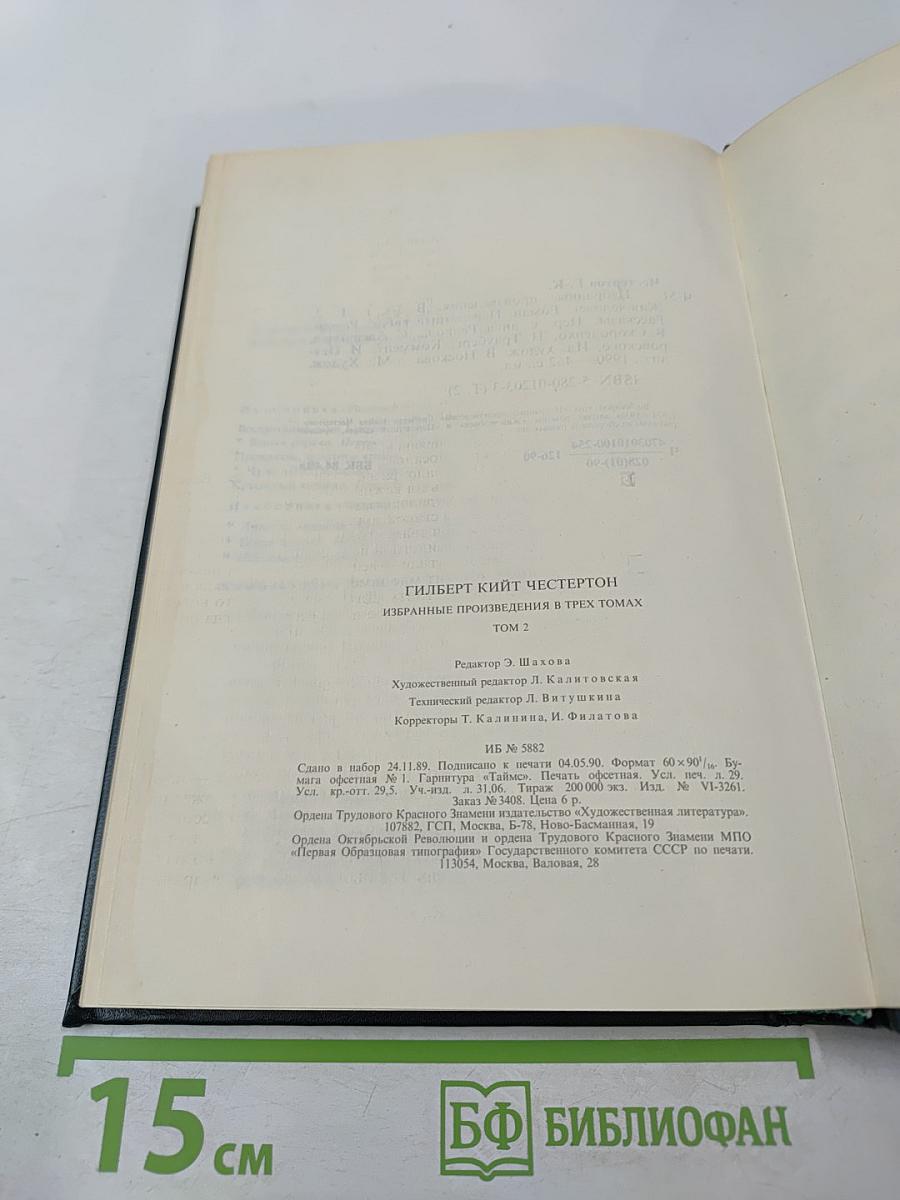 ГИЛБЕРТ КИЙТ ЧЕСТЕРТОН
ИЗБРАННЫЕ ПРОИЗВЕДЕНИЯ В ТРЕХ ТОМАХ
ТОМ 2
Редактор Э. Шахова
Художественный редактор Л. Калитовская
Технический редактор Л. Витушкина
Корректоры Т. Калинина, И. Филатова
ИБ № 5882
Сдано в набор 24.11.89. Подписано к печати 04.05.90. Формат 60×90¹/₁₆. Бу-
мага офсетная № 1. Гарнитура «Таймс». Печать офсетная. Усл. печ. л. 29.
Усл. кр.-отт. 29,5. Уч.-изд. л. 31,06. Тираж 200 000 экз. Изд. № VI-3261.
Заказ № 3408. Цена 6 р.
Ордена Трудового Красного Знамени издательство «Художественная литература».
107882, ГСП, Москва, Б-78, Ново-Басманная, 19
Ордена Октябрьской Революции и ордена Трудового Красного Знамени МПО
«Первая Образцовая типография» Государственного комитета СССР по печати.
113054, Москва, Валовая, 28
15 см
БФ БИБЛИОФАН